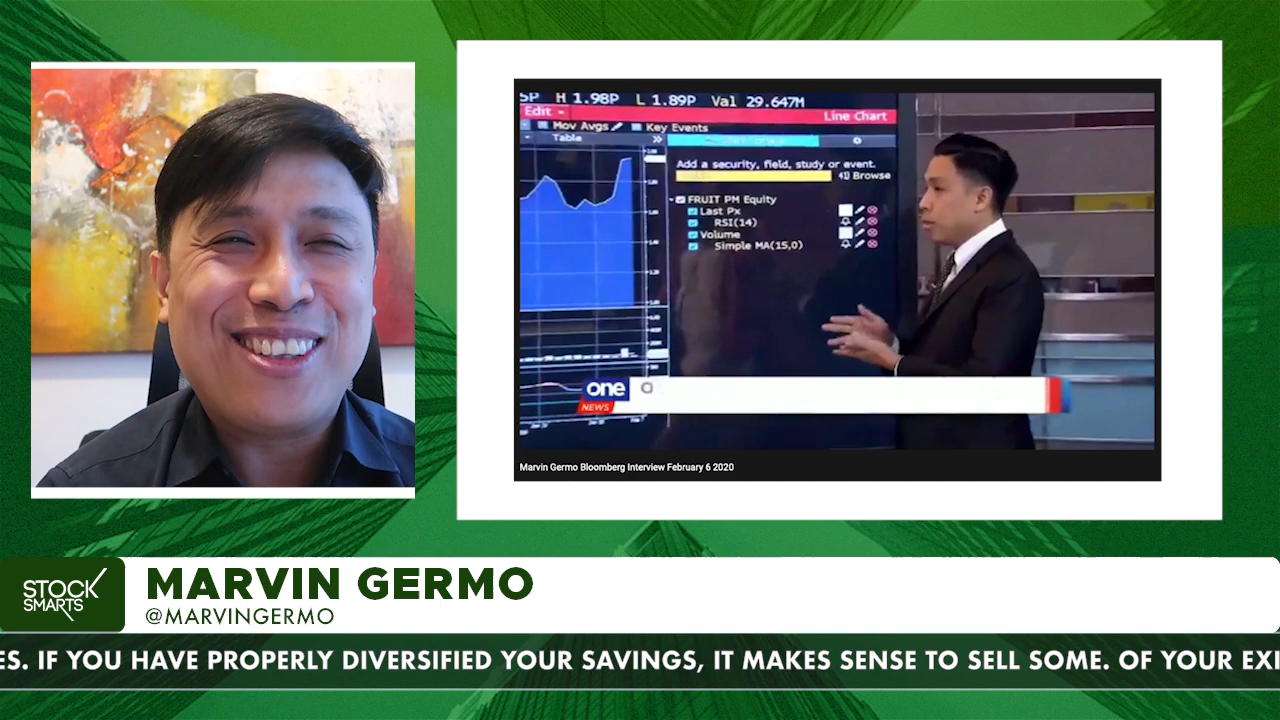 5P H 1.98P L 1.89P Val 29.647M
Edit
Line Chart
Mov Avgs
Key Events
Table
Add a security, field, study or event.
Browse
FRUIT PM Equity
Last Px
RSI(14)
Volume
Simple MA(15,0)
one
NEWS
Marvin Germo Bloomberg Interview February 6 2020
STOCK
SMARTS
MARVIN GERMO
@MARVINGERMO
ES. IF YOU HAVE PROPERLY DIVERSIFIED YOUR SAVINGS, IT MAKES SENSE TO SELL SOME. OF YOUR EXI